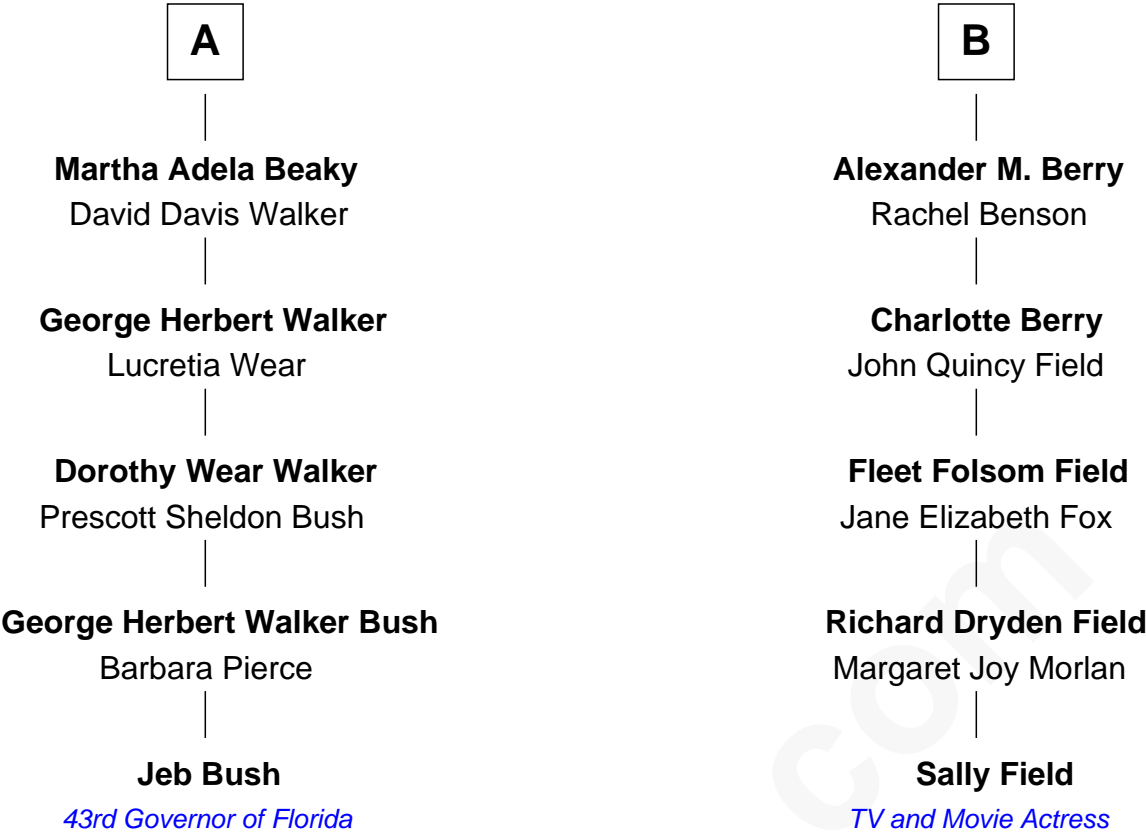 A
Martha Adela Beaky
David Davis Walker
George Herbert Walker
Lucretia Wear
Dorothy Wear Walker
Prescott Sheldon Bush
George Herbert Walker Bush
Barbara Pierce
Jeb Bush
43rd Governor of Florida
B
Alexander M. Berry
Rachel Benson
Charlotte Berry
John Quincy Field
Fleet Folsom Field
Jane Elizabeth Fox
Richard Dryden Field
Margaret Joy Morlan
Sally Field
TV and Movie Actress
com